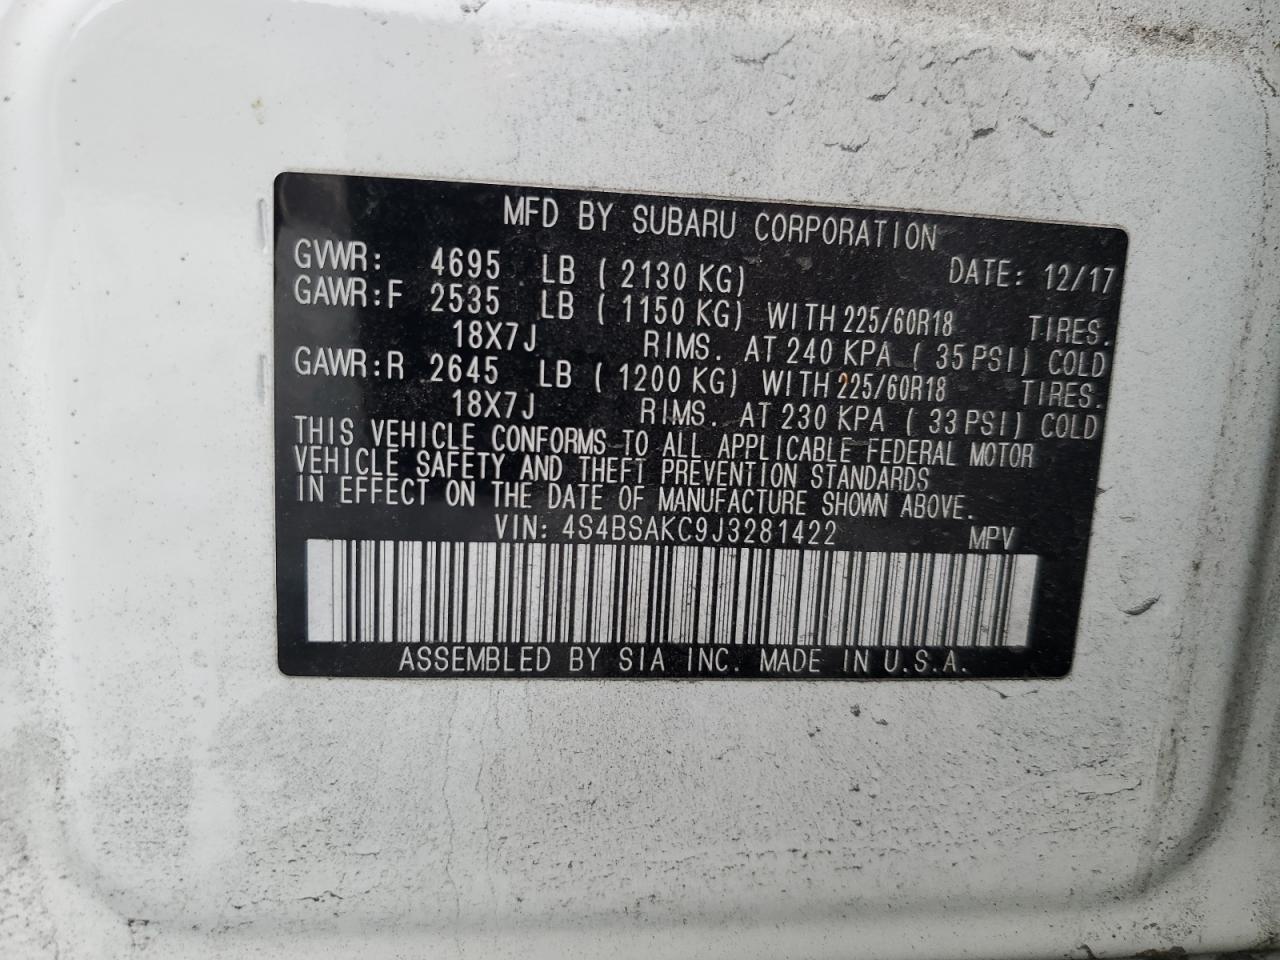 MFD BY SUBARU CORPORATION
GVWR: 4695 LB ( 2130 KG) DATE: 12/17
GAWR:F 2535 LB ( 1150 KG) WITH 225/60R18 TIRES.
18X7J RIMS. AT 240 KPA ( 35 PSI) COLD
GAWR:R 2645 LB ( 1200 KG) WITH 225/60R18 TIRES.
18X7J RIMS. AT 230 KPA ( 33 PSI) COLD
THIS VEHICLE CONFORMS TO ALL APPLICABLE FEDERAL MOTOR
VEHICLE SAFETY AND THEFT PREVENTION STANDARDS
IN EFFECT ON THE DATE OF MANUFACTURE SHOWN ABOVE.
VIN: 4S4BSAKC9J3281422 MPV
ASSEMBLED BY SIA INC. MADE IN U.S.A.